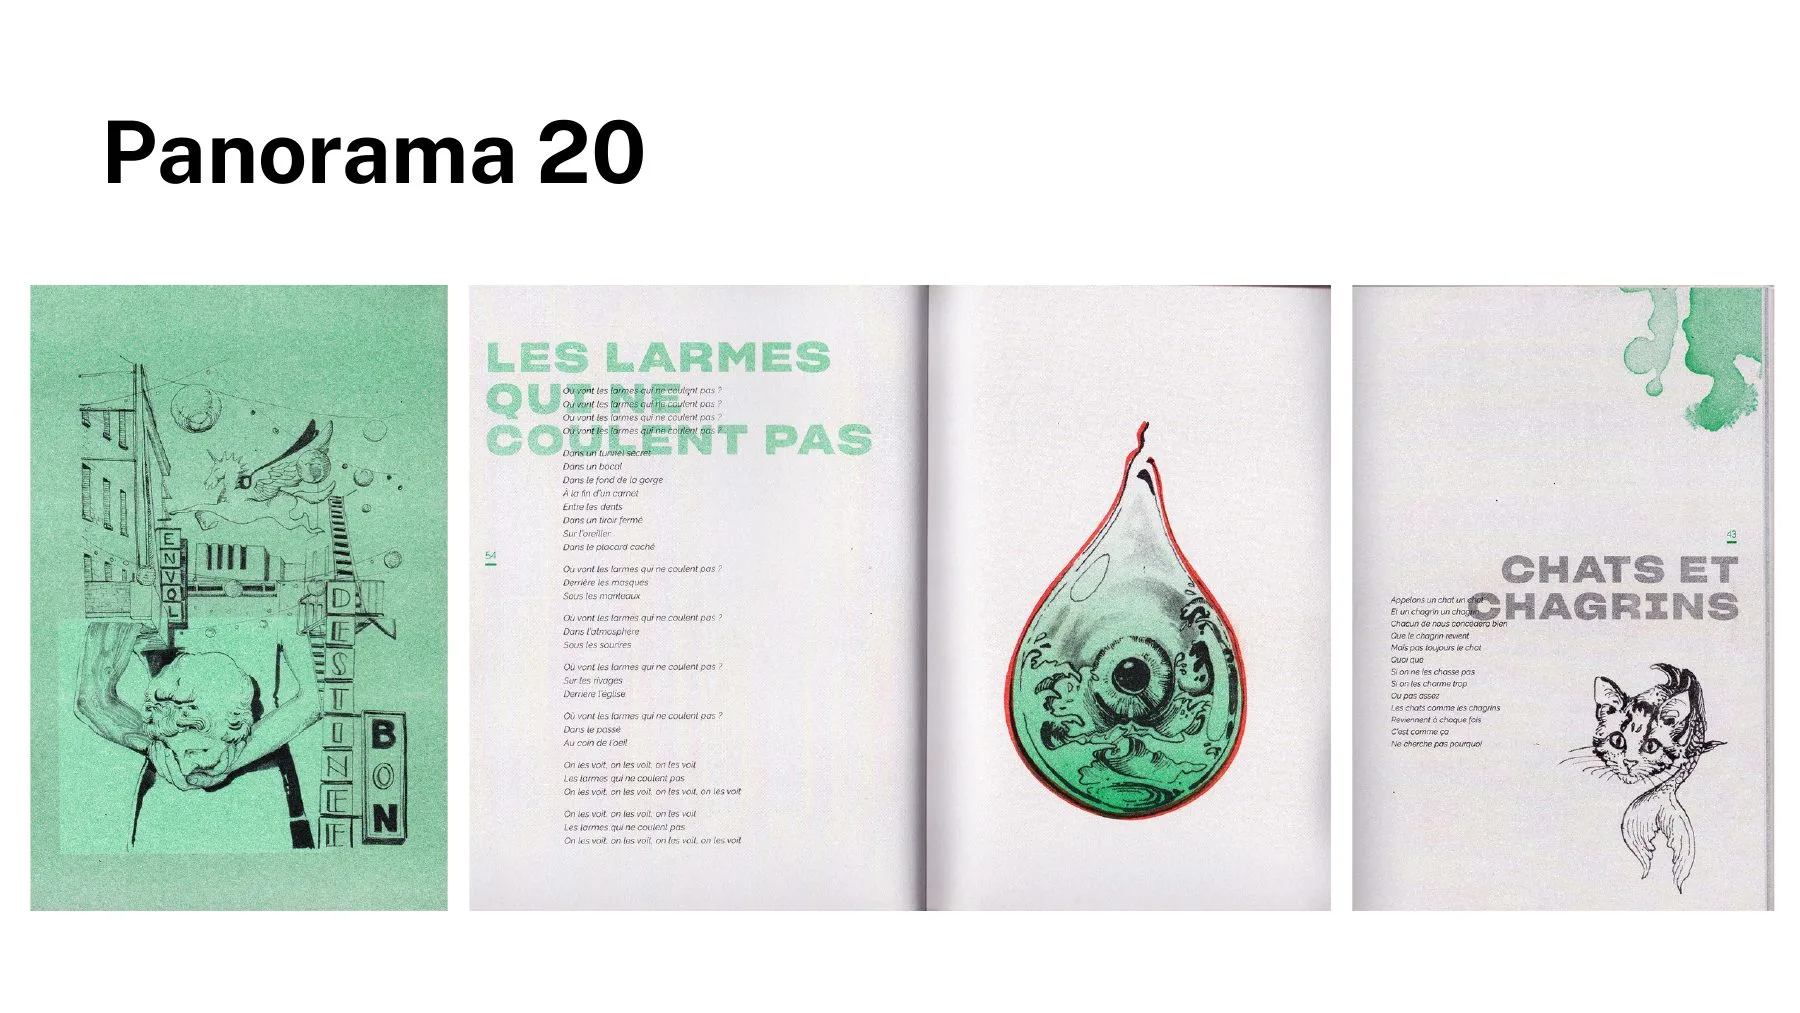 Panorama 20
ENVOL
DESTINEE
BON
LES LARMES
QUI NE
COULENT PAS
Où vont les larmes qui ne coulent pas ?
Où vont les larmes qui ne coulent pas ?
Où vont les larmes qui ne coulent pas ?
Où vont les larmes qui ne coulent pas ?
Dans un tunnel secret
Dans un bocal
Dans le fond de la gorge
À la fin d'un carnet
Entre les dents
Dans un tiroir fermé
Sur l'oreiller
Dans le placard caché
54
Où vont les larmes qui ne coulent pas ?
Derrière les masques
Sous les manteaux
Où vont les larmes qui ne coulent pas ?
Dans l'atmosphère
Sous les sourires
Où vont les larmes qui ne coulent pas ?
Sur les rivages
Derrière l'église
Où vont les larmes qui ne coulent pas ?
Dans le passé
Au coin de l'oeil
On les voit, on les voit, on les voit
Les larmes qui ne coulent pas
On les voit, on les voit, on les voit, on les voit
On les voit, on les voit, on les voit
Les larmes qui ne coulent pas
On les voit, on les voit, on les voit, on les voit
43
CHATS ET
CHAGRINS
Appelons un chat un chat
Et un chagrin un chagrin
Chacun de nous concédera bien
Que le chagrin revient
Mais pas toujours le chat
Quoi que
Si on ne les chasse pas
Si on les charme trop
Ou pas assez
Les chats comme les chagrins
Reviennent à chaque fois
C'est comme ça
Ne cherche pas pourquoi